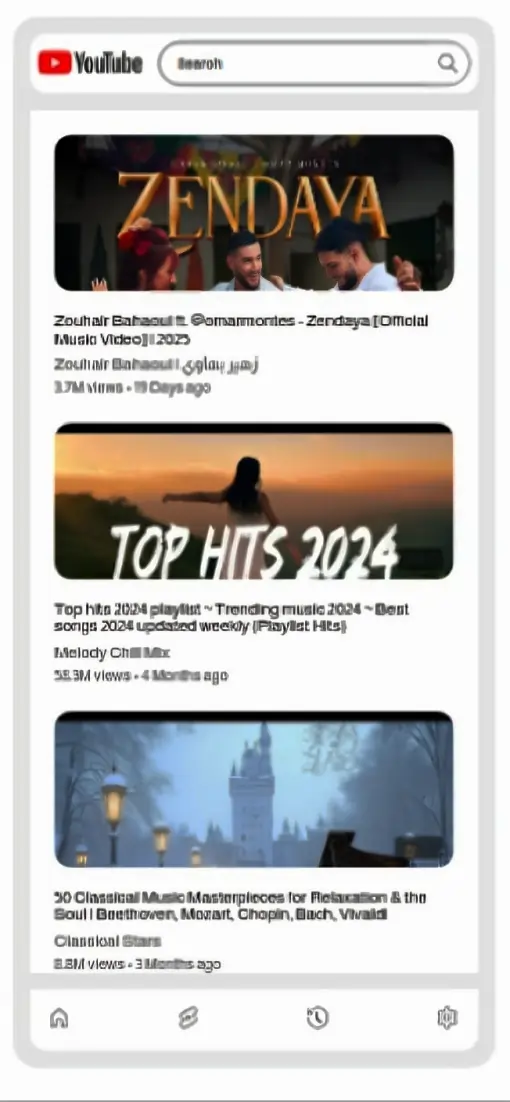 YouTube
Search
ZENDAYA
Zouhair Bahaoui ft. @omarmontes - Zendaya [Official
Music Video] | 2025
Zouhair Bahaoui | زهير بهاوي
3.7M views • Days ago
TOP HITS 2024
Top hits 2024 playlist ~ Trending music 2024 ~ Best
songs 2024 updated weekly (Playlist Hits)
Melody Chill Mix
views • 4 Months ago
50 Classical Music Masterpieces for Relaxation & the
Soul | Beethoven, Mozart, Chopin, Bach, Vivaldi
Classical Stars
8.8M views • 3 Months ago